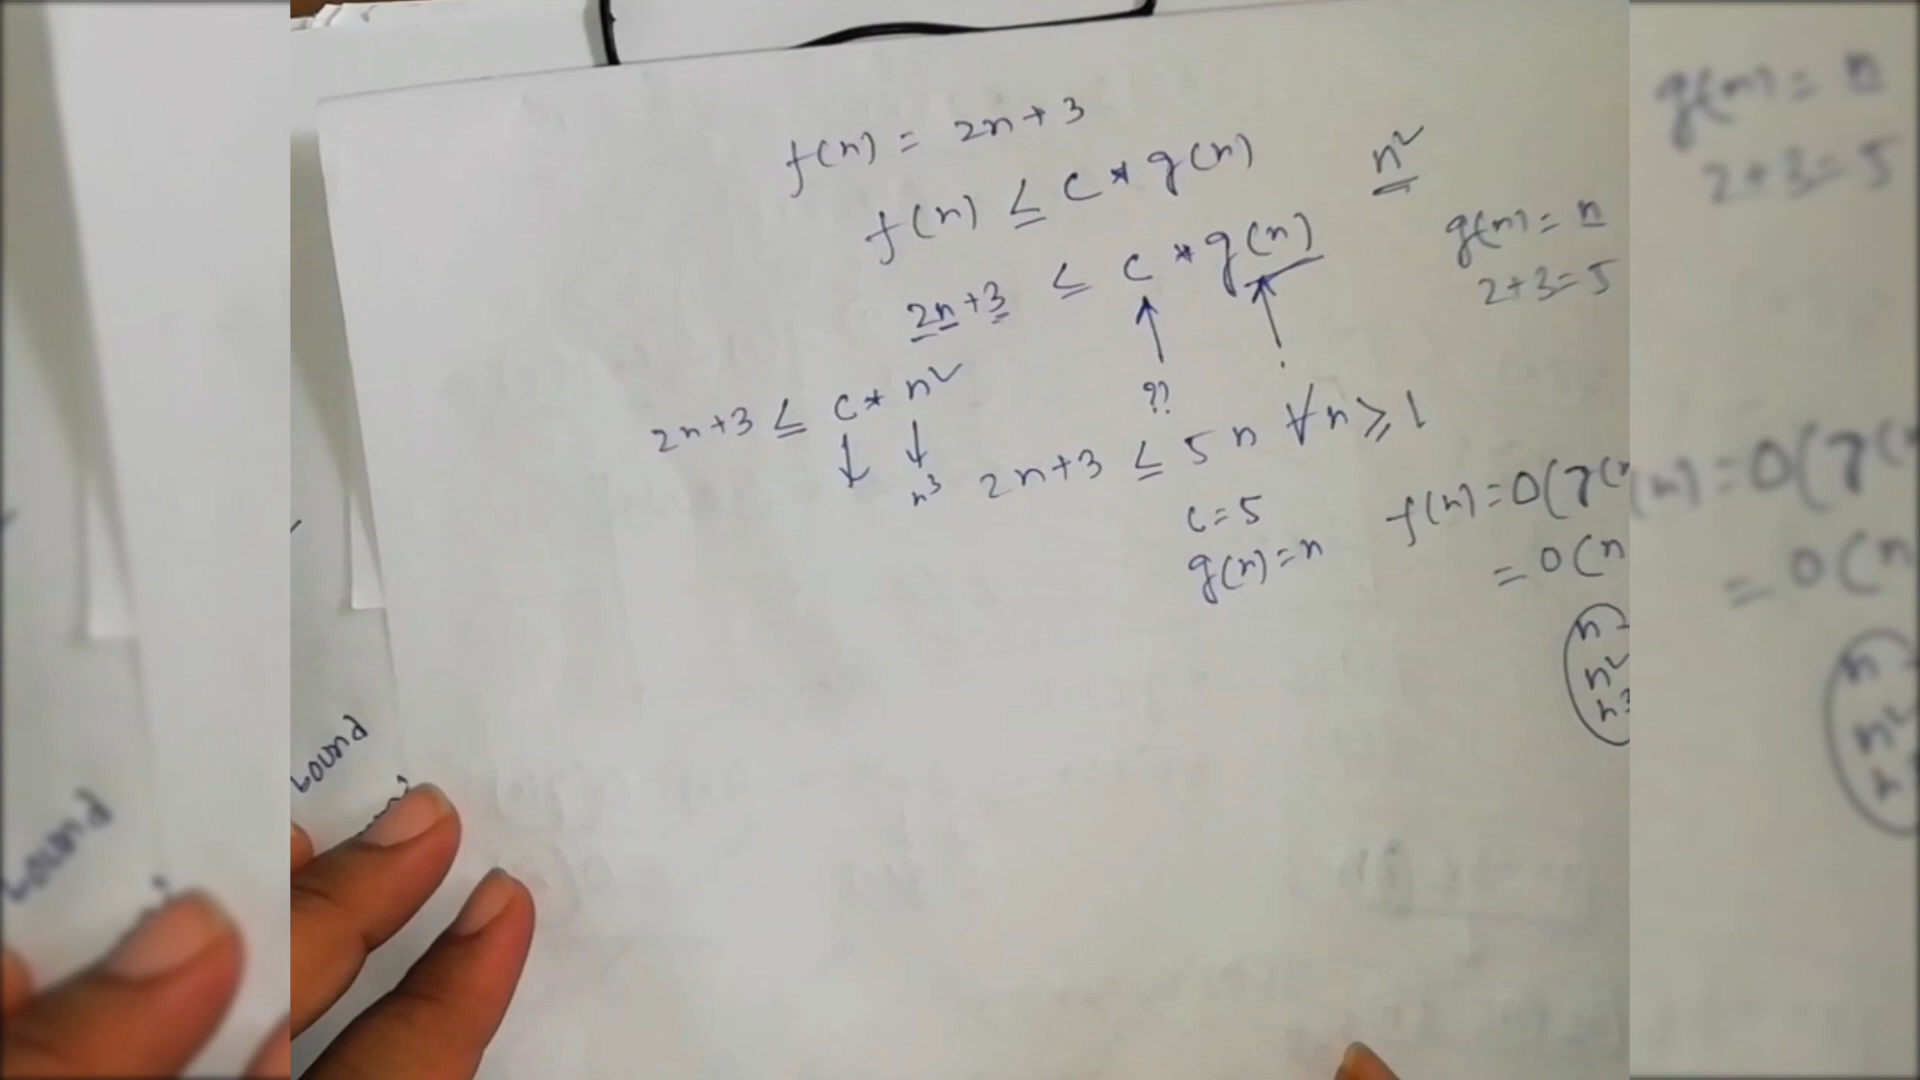 f(n) = 2n+3
f(n) ≤ c * g(n)
n²
2n+3 ≤ c * g(n)
g(n) = n
2+3=5
??
2n+3 ≤ c * n²
n³
2n+3 ≤ 5n ∀n≥1
c=5
g(n)=n
f(n)=O(g(n
=O(n
n
n²
n³
bound